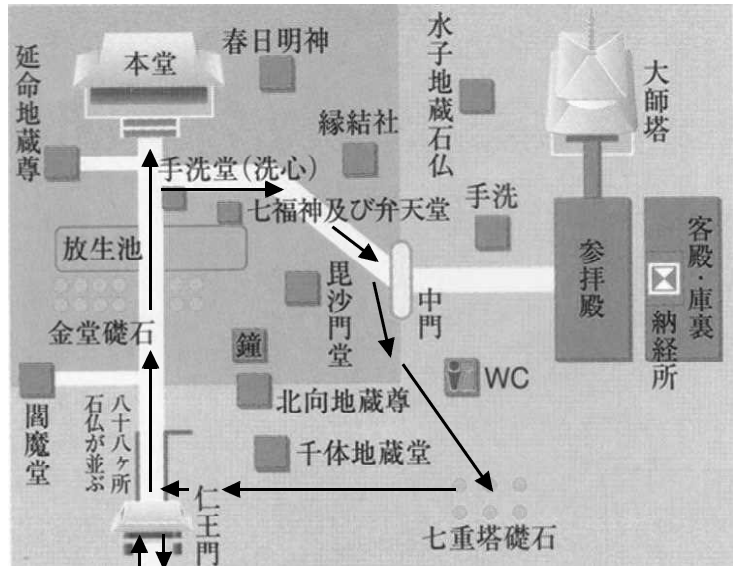 延命地蔵尊
本堂
春日明神
水子地蔵石仏
大師塔
縁結社
手洗堂(洗心)
手洗
七福神及び弁天堂
放生池
毘沙門堂
中門
参拝殿
客殿・庫裏
納経所
金堂礎石
鐘
WC
閻魔堂
八十八ヶ所
石仏が並ぶ
北向地蔵尊
千体地蔵堂
仁王門
七重塔礎石